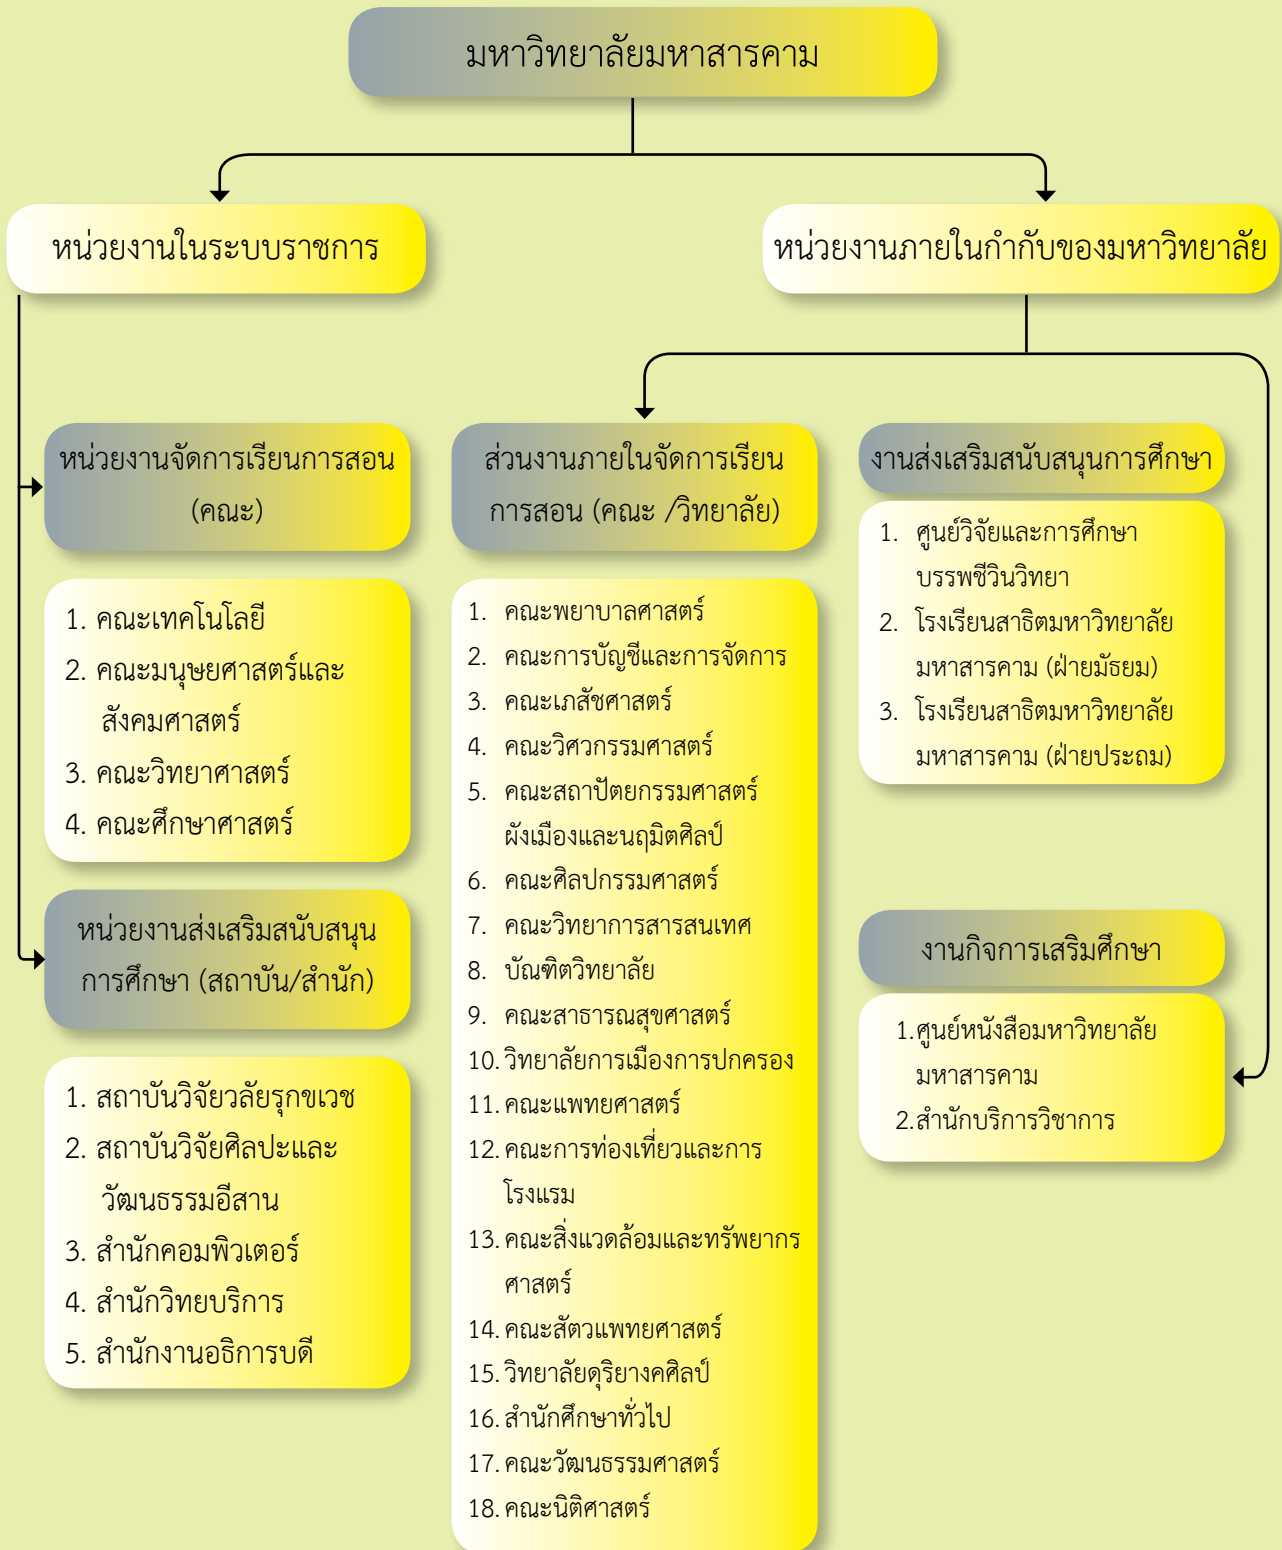 มหาวิทยาลัยมหาสารคาม
หน่วยงานในระบบราชการ
หน่วยงานภายในกำกับของมหาวิทยาลัย
หน่วยงานจัดการเรียนการสอน
(คณะ)
1. คณะเทคโนโลยี
2. คณะมนุษยศาสตร์และ
สังคมศาสตร์
3. คณะวิทยาศาสตร์
4. คณะศึกษาศาสตร์
หน่วยงานส่งเสริมสนับสนุน
การศึกษา (สถาบัน/สำนัก)
1. สถาบันวิจัยวลัยรุกขเวช
2. สถาบันวิจัยศิลปะและ
วัฒนธรรมอีสาน
3. สำนักคอมพิวเตอร์
4. สำนักวิทยบริการ
5. สำนักงานอธิการบดี
ส่วนงานภายในจัดการเรียน
การสอน (คณะ /วิทยาลัย)
1. คณะพยาบาลศาสตร์
2. คณะการบัญชีและการจัดการ
3. คณะเภสัชศาสตร์
4. คณะวิศวกรรมศาสตร์
5. คณะสถาปัตยกรรมศาสตร์
ผังเมืองและนฤมิตศิลป์
6. คณะศิลปกรรมศาสตร์
7. คณะวิทยาการสารสนเทศ
8. บัณฑิตวิทยาลัย
9. คณะสาธารณสุขศาสตร์
10. วิทยาลัยการเมืองการปกครอง
11. คณะแพทยศาสตร์
12. คณะการท่องเที่ยวและการ
โรงแรม
13. คณะสิ่งแวดล้อมและทรัพยากร
ศาสตร์
14. คณะสัตวแพทยศาสตร์
15. วิทยาลัยดุริยางคศิลป์
16. สำนักศึกษาทั่วไป
17. คณะวัฒนธรรมศาสตร์
18. คณะนิติศาสตร์
งานส่งเสริมสนับสนุนการศึกษา
1. ศูนย์วิจัยและการศึกษา
บรรพชีวินวิทยา
2. โรงเรียนสาธิตมหาวิทยาลัย
มหาสารคาม (ฝ่ายมัธยม)
3. โรงเรียนสาธิตมหาวิทยาลัย
มหาสารคาม (ฝ่ายประถม)
งานกิจการเสริมศึกษา
1.ศูนย์หนังสือมหาวิทยาลัย
มหาสารคาม
2.สำนักบริการวิชาการ